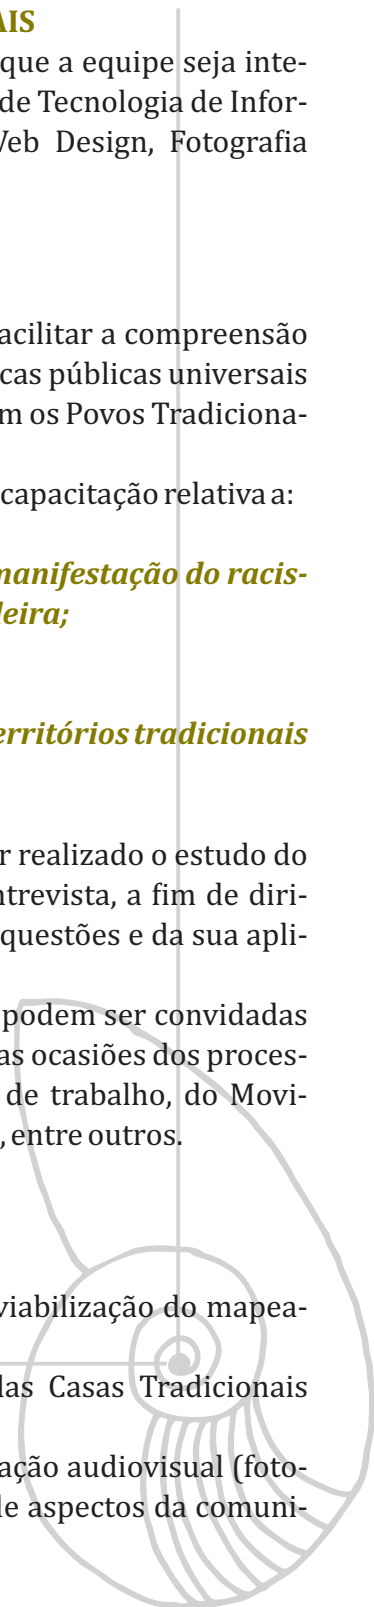 AIS
que a equipe seja inte-
de Tecnologia de Infor-
Web Design, Fotografia
acilitar a compreensão
cas públicas universais
m os Povos Tradiciona-
capacitação relativa a:
manifestação do racis-
leira;
erritórios tradicionais
r realizado o estudo do
ntrevista, a fim de diri-
questões e da sua apli-
podem ser convidadas
as ocasiões dos proces-
de trabalho, do Movi-
, entre outros.
viabilização do mapea-
das Casas Tradicionais
ação audiovisual (foto-
de aspectos da comuni-